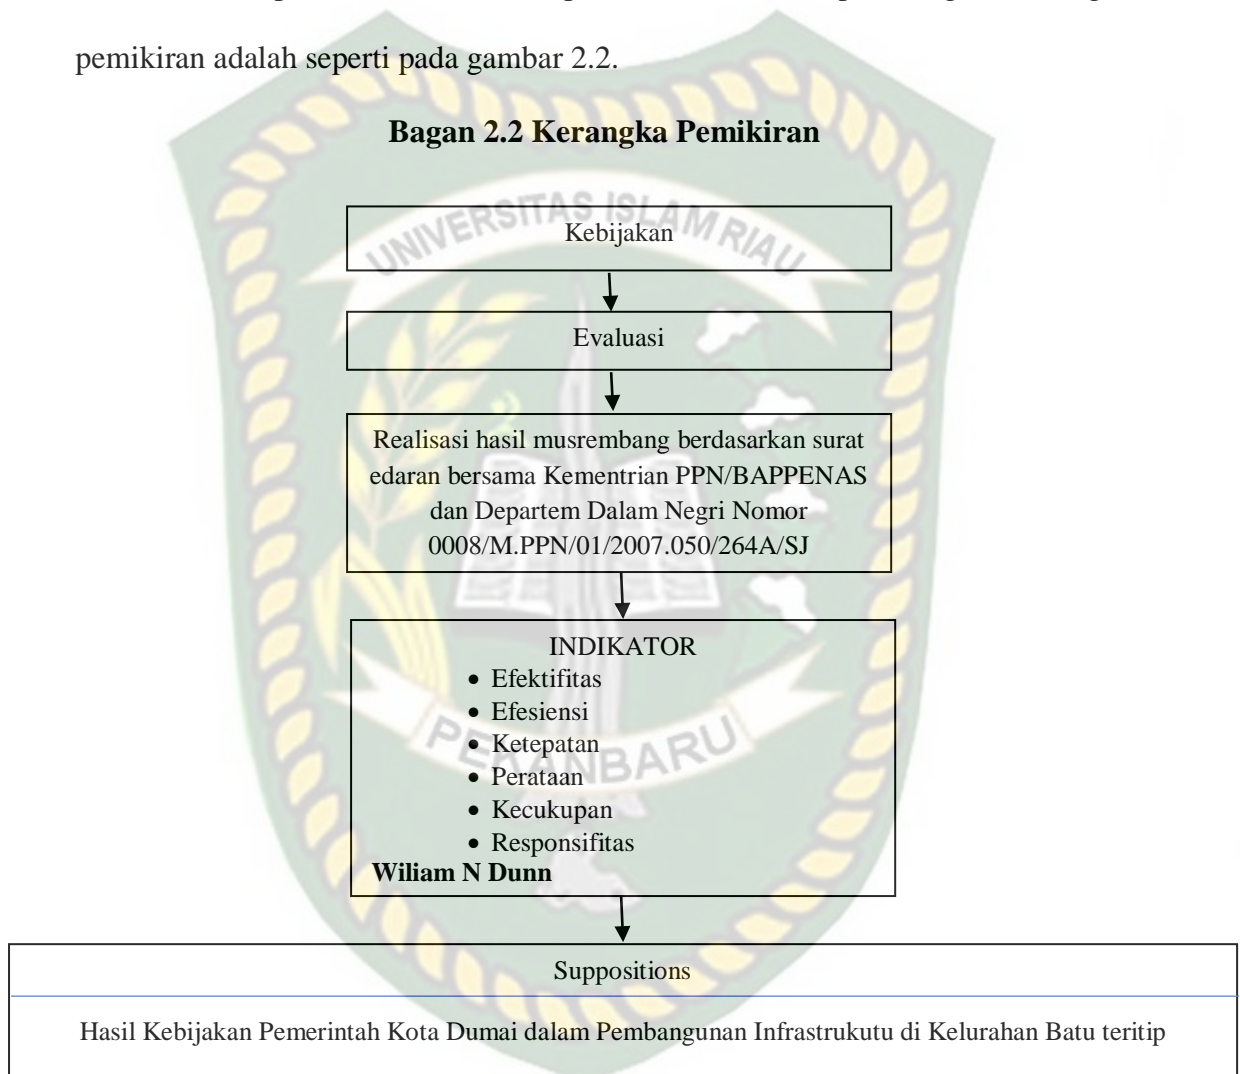 pemikiran adalah seperti pada gambar 2.2.
Bagan 2.2 Kerangka Pemikiran
UNIVERSITAS ISLAM RIAU
Kebijakan
Evaluasi
Realisasi hasil musrembang berdasarkan surat
edaran bersama Kementrian PPN/BAPPENAS
dan Departem Dalam Negri Nomor
0008/M.PPN/01/2007.050/264A/SJ
INDIKATOR
• Efektifitas
• Efesiensi
• Ketepatan
• Perataan
• Kecukupan
• Responsifitas
Wiliam N Dunn
PEKANBARU
Suppositions
Hasil Kebijakan Pemerintah Kota Dumai dalam Pembangunan Infrastrukutu di Kelurahan Batu teritip